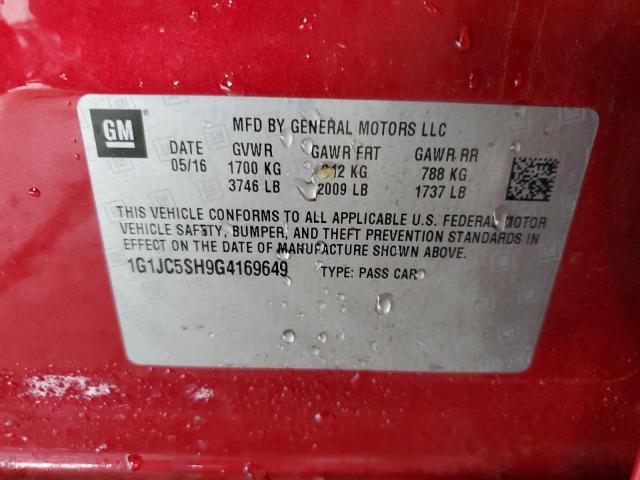 GM
MFD BY GENERAL MOTORS LLC
DATE GVWR GAWR FRT GAWR RR
05/16 1700 KG 912 KG 788 KG
3746 LB 2009 LB 1737 LB
THIS VEHICLE CONFORMS TO ALL APPLICABLE U.S. FEDERAL MOTOR
VEHICLE SAFETY, BUMPER, AND THEFT PREVENTION STANDARDS IN
EFFECT ON THE DATE OF MANUFACTURE SHOWN ABOVE.
1G1JC5SH9G4169649 TYPE: PASS CAR